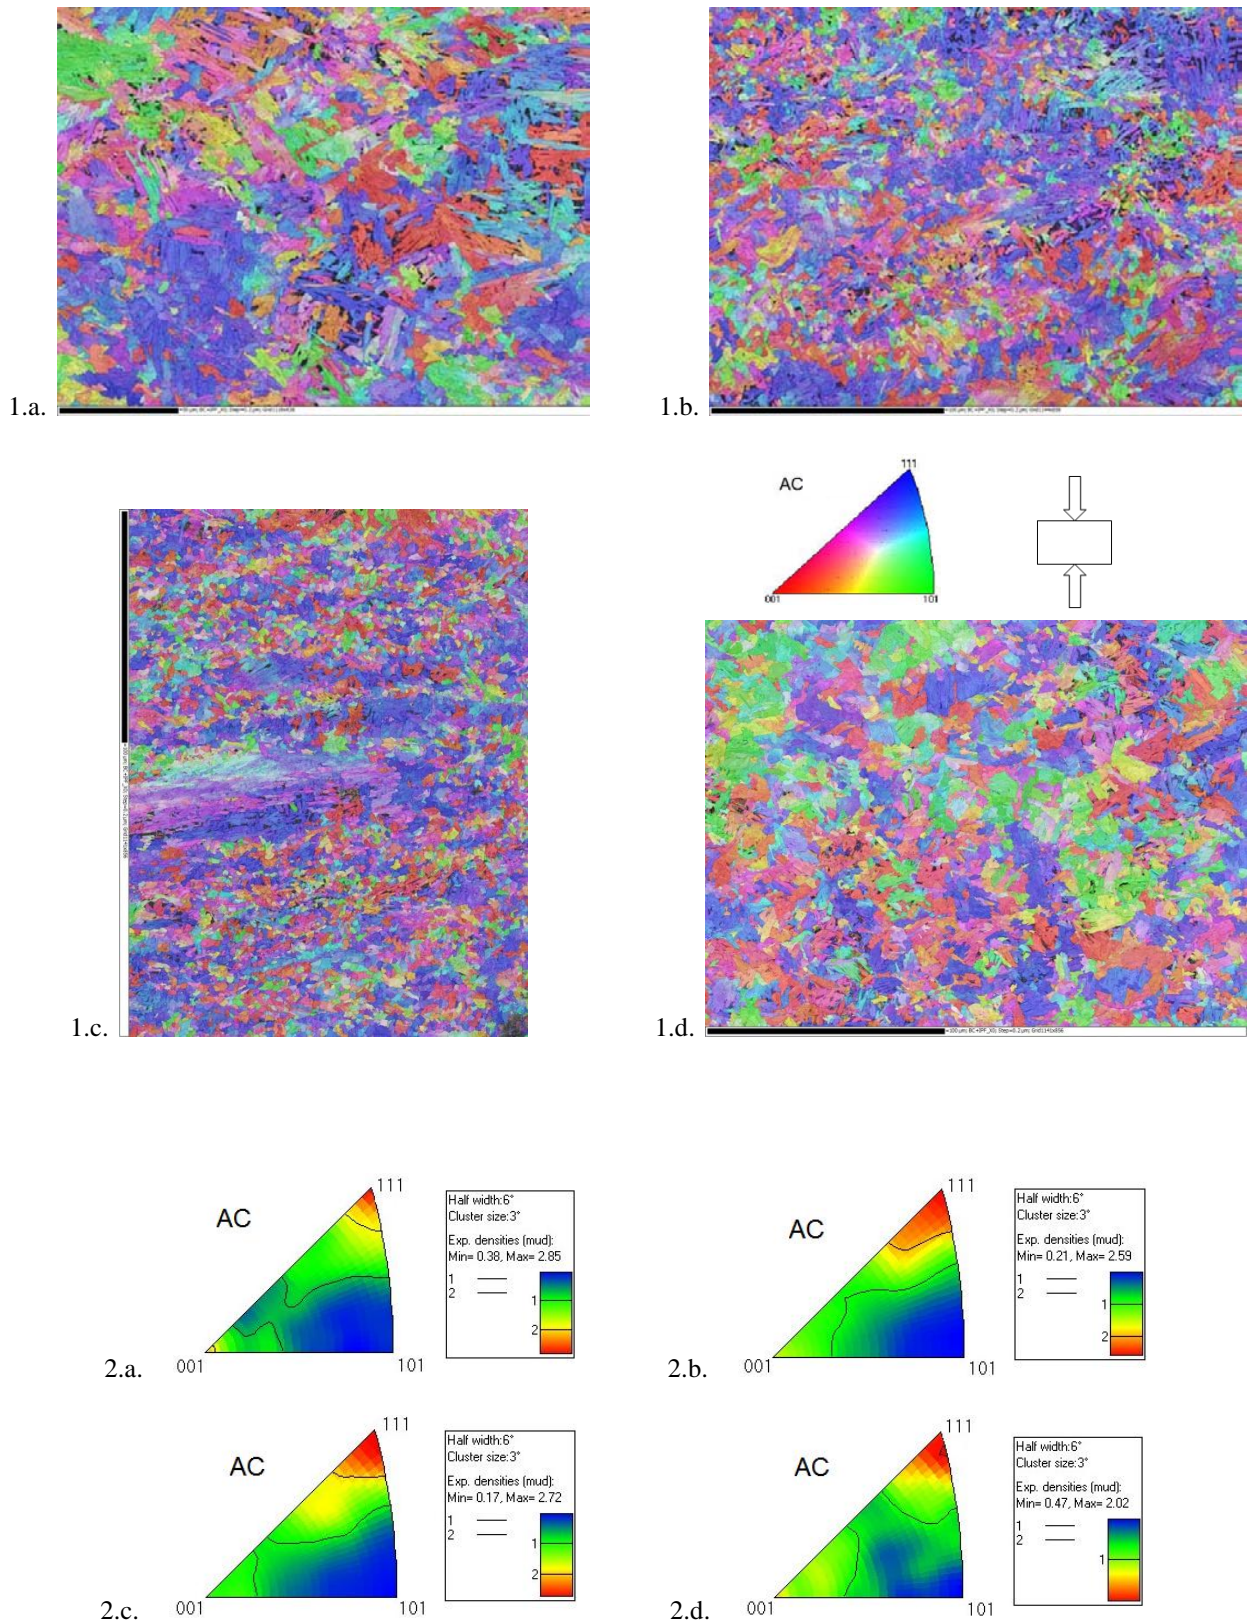 1.a.
1.b.
AC
111
001
101
1.c.
1.d.
AC
111
001
101
Half width:6°
Cluster size:3°
Exp. densities (mud):
Min= 0.38, Max= 2.85
1
2
1
2
2.a.
AC
111
001
101
Half width:6°
Cluster size:3°
Exp. densities (mud):
Min= 0.21, Max= 2.59
1
2
1
2
2.b.
AC
111
001
101
Half width:6°
Cluster size:3°
Exp. densities (mud):
Min= 0.17, Max= 2.72
1
2
1
2
2.c.
AC
111
001
101
Half width:6°
Cluster size:3°
Exp. densities (mud):
Min= 0.47, Max= 2.02
1
2
1
2.d.